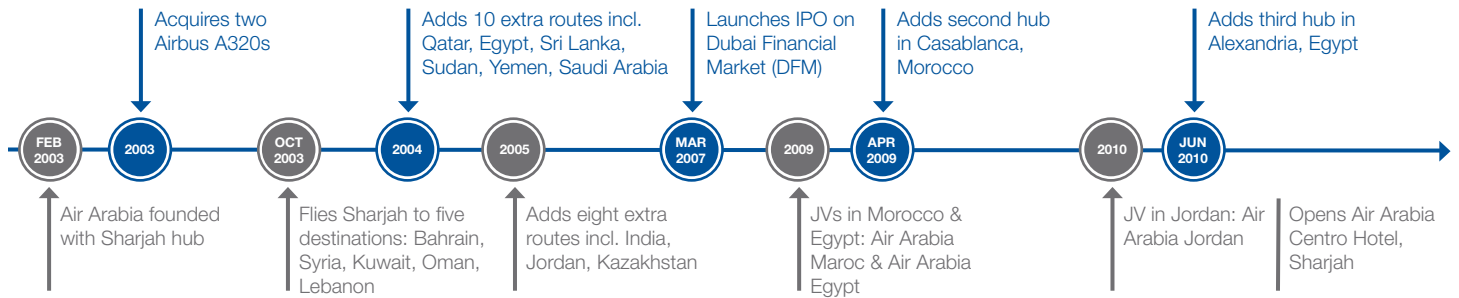 Acquires two
Airbus A320s
Adds 10 extra routes incl.
Qatar, Egypt, Sri Lanka,
Sudan, Yemen, Saudi Arabia
Launches IPO on
Dubai Financial
Market (DFM)
Adds second hub
in Casablanca,
Morocco
Adds third hub in
Alexandria, Egypt
FEB
2003
2003
OCT
2003
2004
2005
MAR
2007
2009
APR
2009
2010
JUN
2010
Air Arabia founded
with Sharjah hub
Flies Sharjah to five
destinations: Bahrain,
Syria, Kuwait, Oman,
Lebanon
Adds eight extra
routes incl. India,
Jordan, Kazakhstan
JVs in Morocco &
Egypt: Air Arabia
Maroc & Air Arabia
Egypt
JV in Jordan: Air
Arabia Jordan
Opens Air Arabia
Centro Hotel,
Sharjah